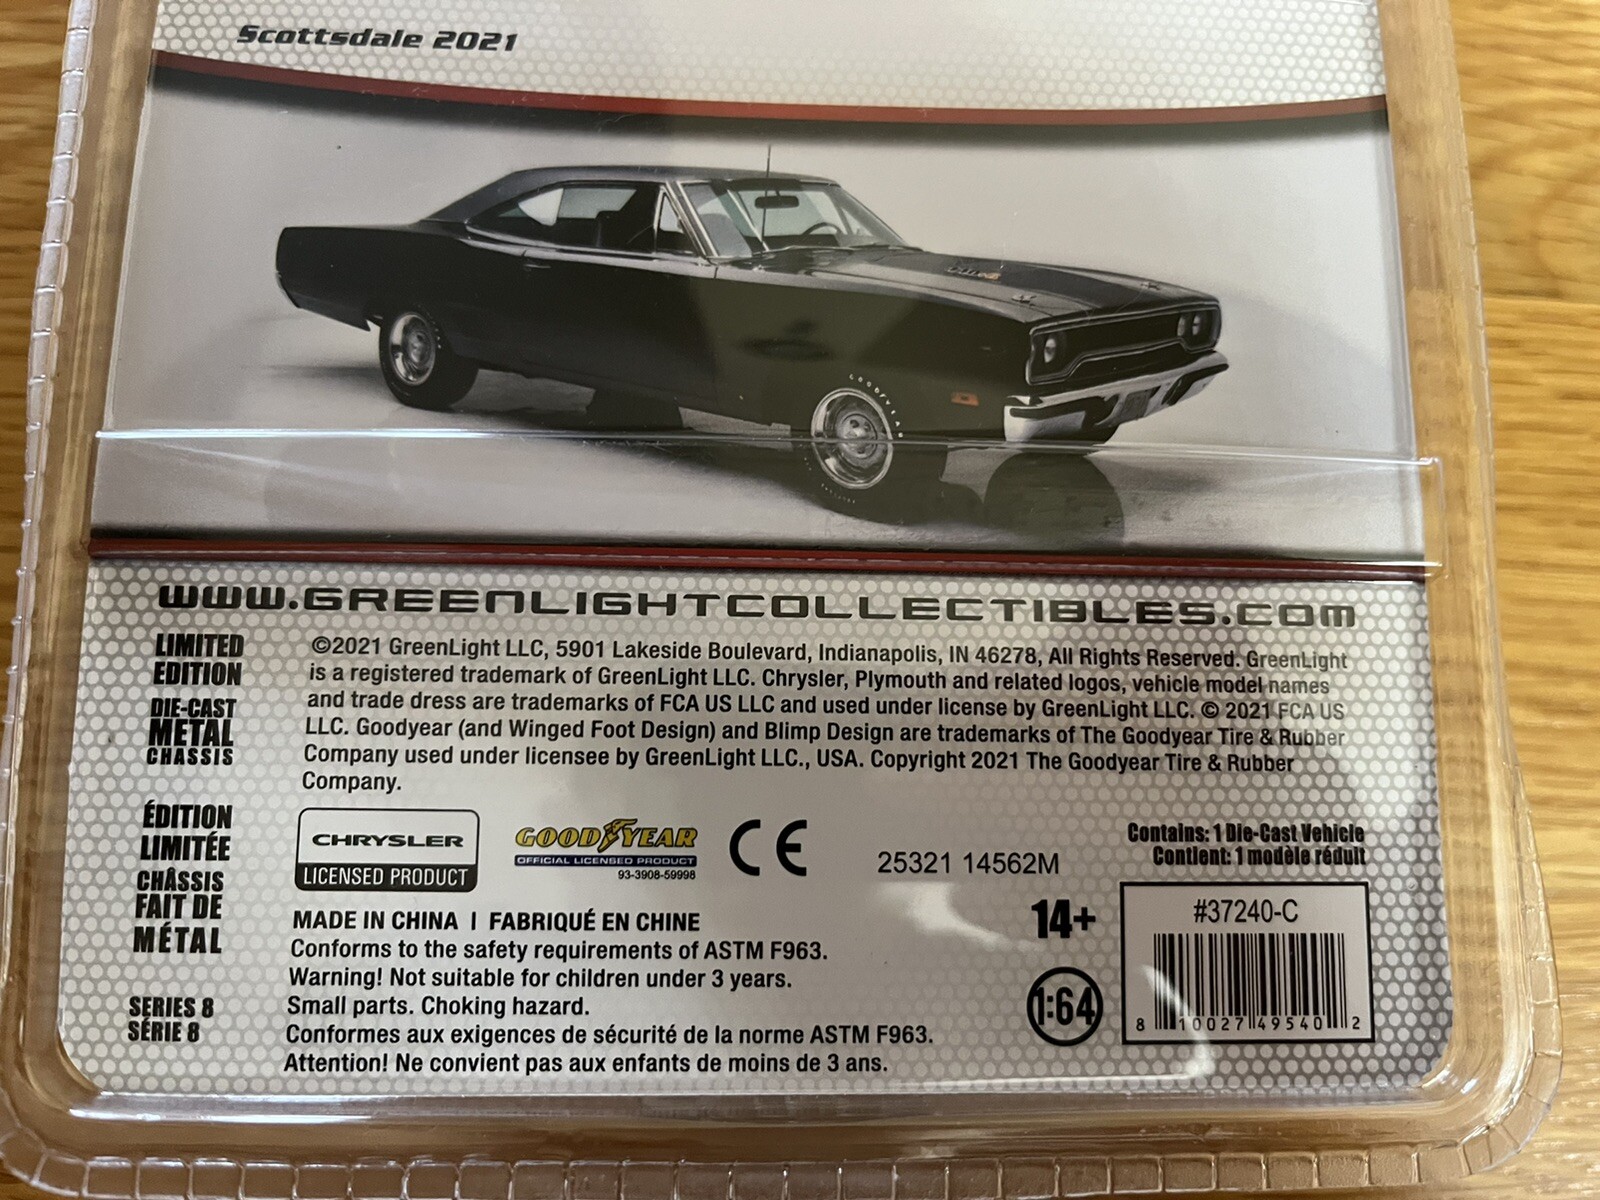 Scottsdale 2021
GOODYEAR
WWW.GREENLIGHTCOLLECTIBLES.COM
LIMITED
EDITION
DIE-CAST
METAL
CHASSIS
©2021 GreenLight LLC, 5901 Lakeside Boulevard, Indianapolis, IN 46278, All Rights Reserved. GreenLight
is a registered trademark of GreenLight LLC. Chrysler, Plymouth and related logos, vehicle model names
and trade dress are trademarks of FCA US LLC and used under license by GreenLight LLC. © 2021 FCA US
LLC. Goodyear (and Winged Foot Design) and Blimp Design are trademarks of The Goodyear Tire & Rubber
Company used under licensee by GreenLight LLC., USA. Copyright 2021 The Goodyear Tire & Rubber
Company.
ÉDITION
LIMITÉE
CHÂSSIS
FAIT DE
MÉTAL
SERIES 8
SÉRIE 8
CHRYSLER
LICENSED PRODUCT
GOODYEAR
OFFICIAL LICENSED PRODUCT
93-3908-59998
CE
25321 14562M
Contains: 1 Die-Cast Vehicle
Contient: 1 modèle réduit
MADE IN CHINA | FABRIQUÉ EN CHINE
Conforms to the safety requirements of ASTM F963.
Warning! Not suitable for children under 3 years.
Small parts. Choking hazard.
Conformes aux exigences de sécurité de la norme ASTM F963.
Attention! Ne convient pas aux enfants de moins de 3 ans.
14+
1:64
#37240-C
8 10027 49540 2